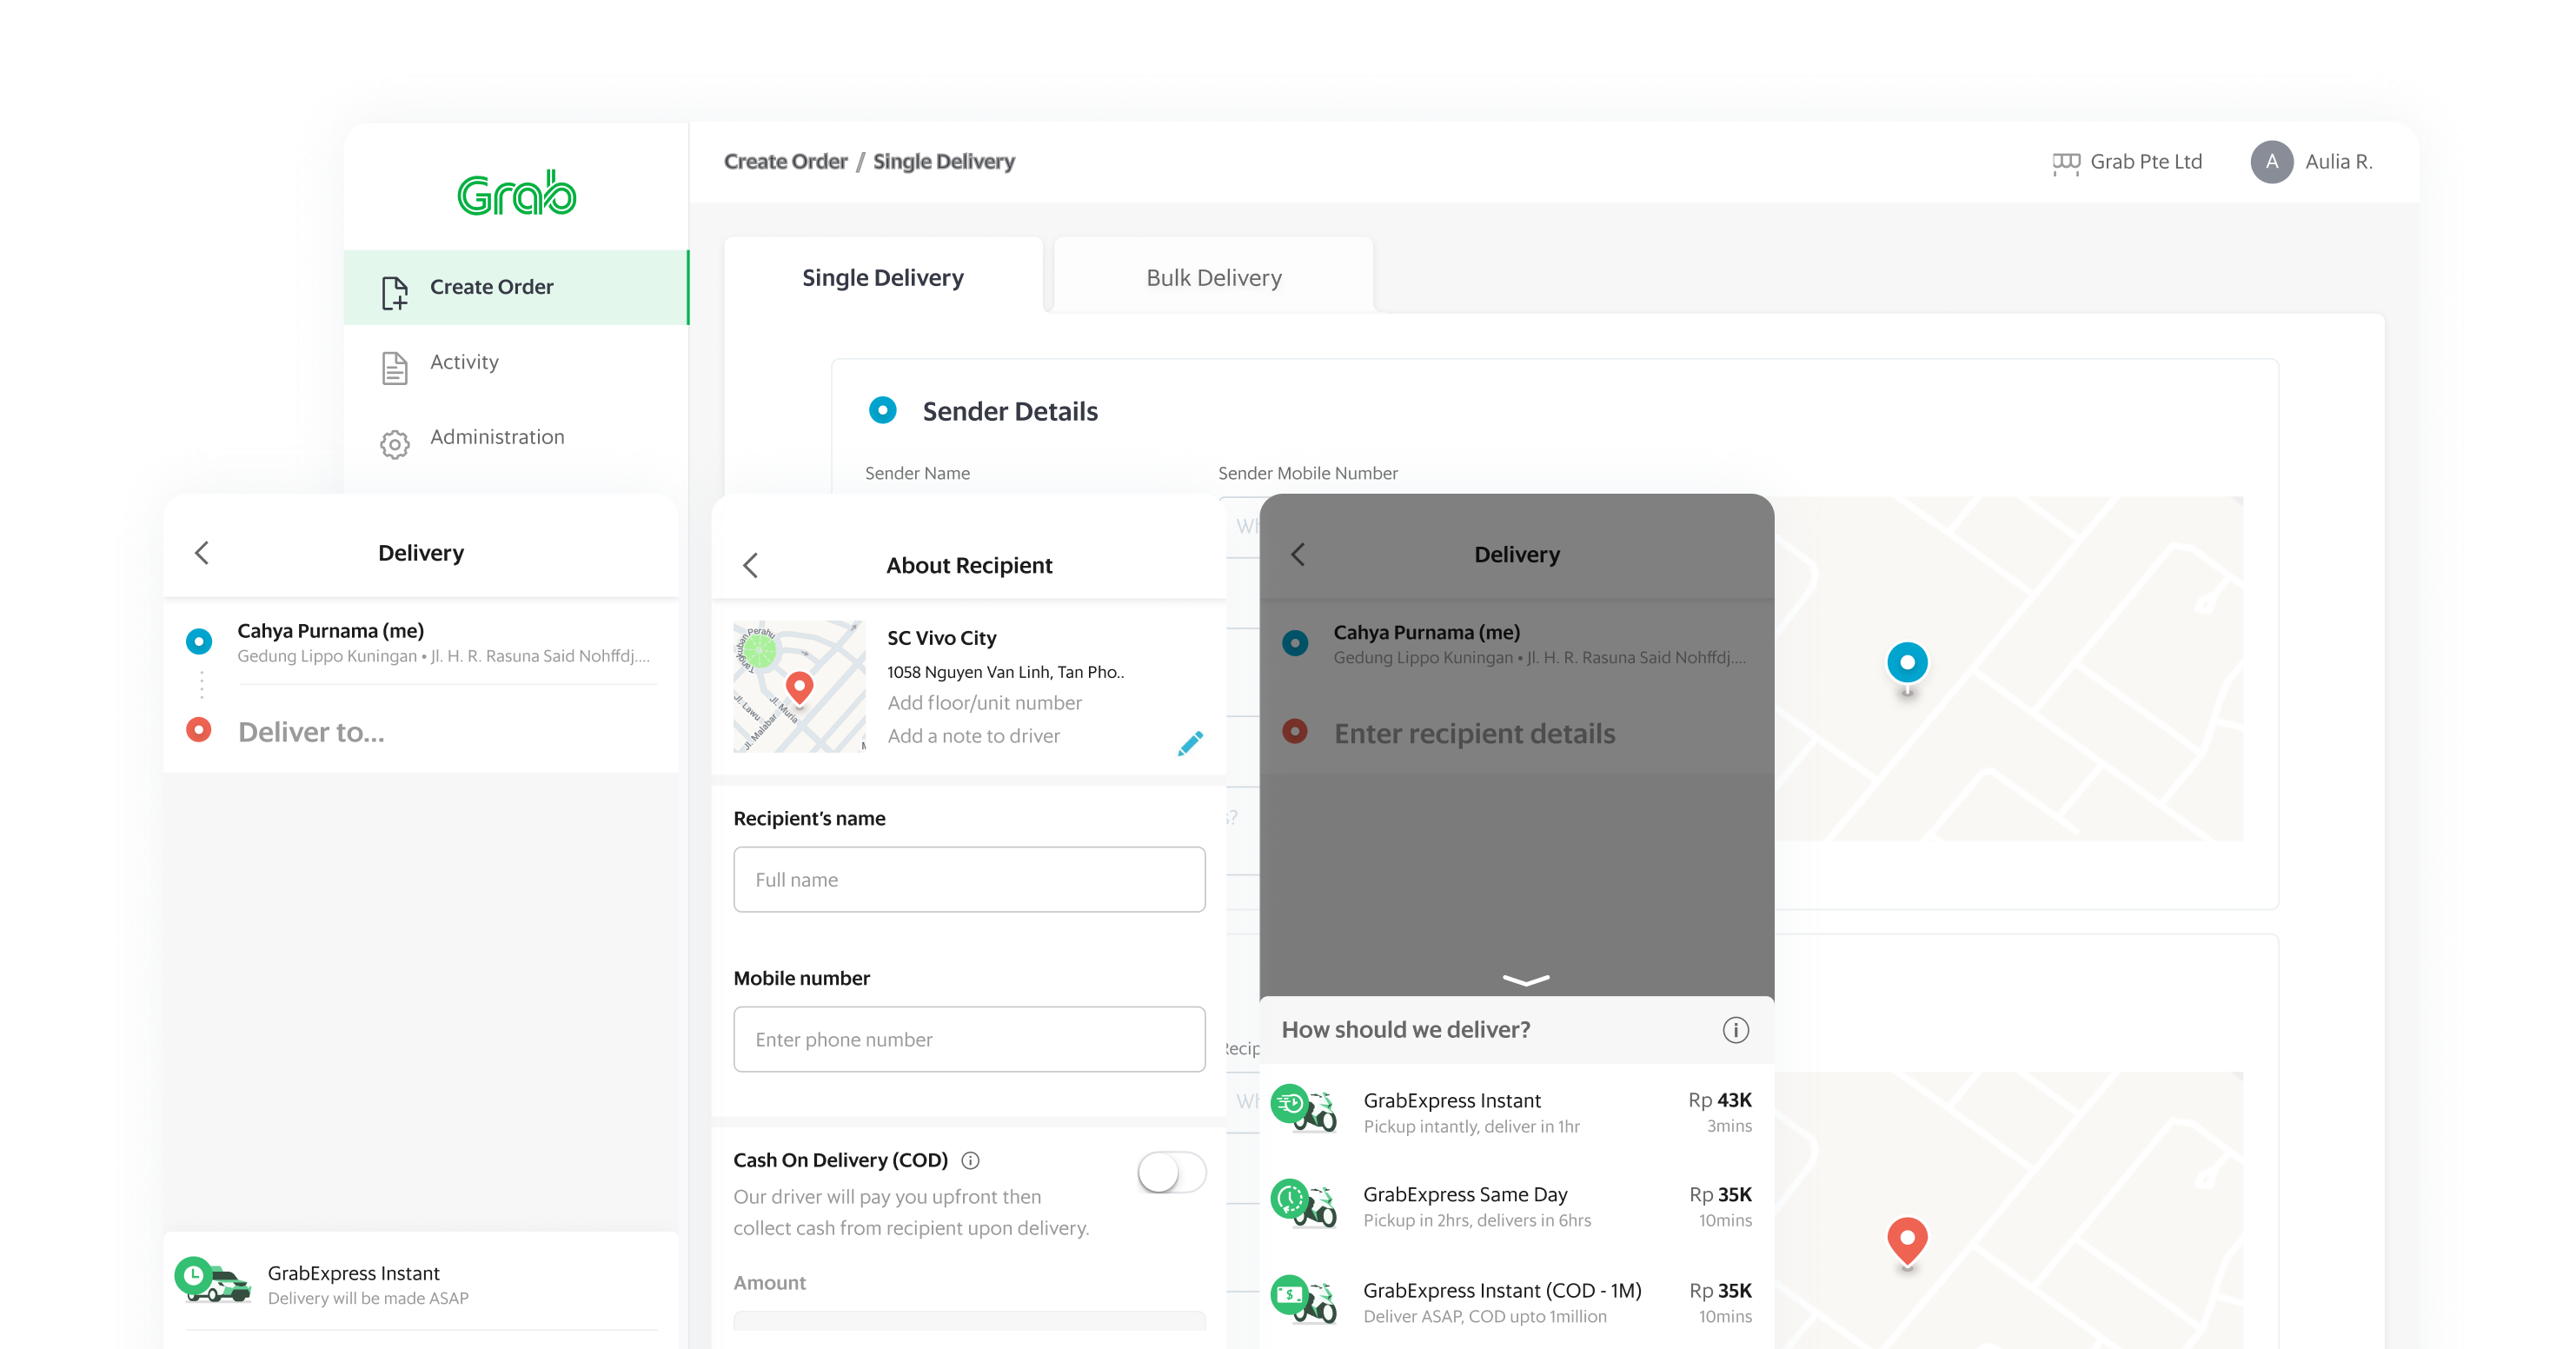 Grab
Create Order / Single Delivery
Grab Pte Ltd
A
Aulia R.
Create Order
Activity
Administration
Single Delivery
Bulk Delivery
Sender Details
Sender Name
Sender Mobile Number
Delivery
Cahya Purnama (me)
Gedung Lippo Kuningan • Jl. H. R. Rasuna Said Nohffdj....
Deliver to...
GrabExpress Instant
Delivery will be made ASAP
About Recipient
Perahu
Jl. Lawu
Jl. Muria
Jl. Malabar
SC Vivo City
1058 Nguyen Van Linh, Tan Pho..
Add floor/unit number
Add a note to driver
Recipient's name
Full name
Mobile number
Enter phone number
Cash On Delivery (COD)
Our driver will pay you upfront then
collect cash from recipient upon delivery.
Amount
Delivery
Cahya Purnama (me)
Gedung Lippo Kuningan • Jl. H. R. Rasuna Said Nohffdj....
Enter recipient details
How should we deliver?
GrabExpress Instant
Rp 43K
Pickup intantly, deliver in 1hr
3mins
GrabExpress Same Day
Rp 35K
Pickup in 2hrs, delivers in 6hrs
10mins
GrabExpress Instant (COD - 1M)
Rp 35K
Deliver ASAP, COD upto 1million
10mins